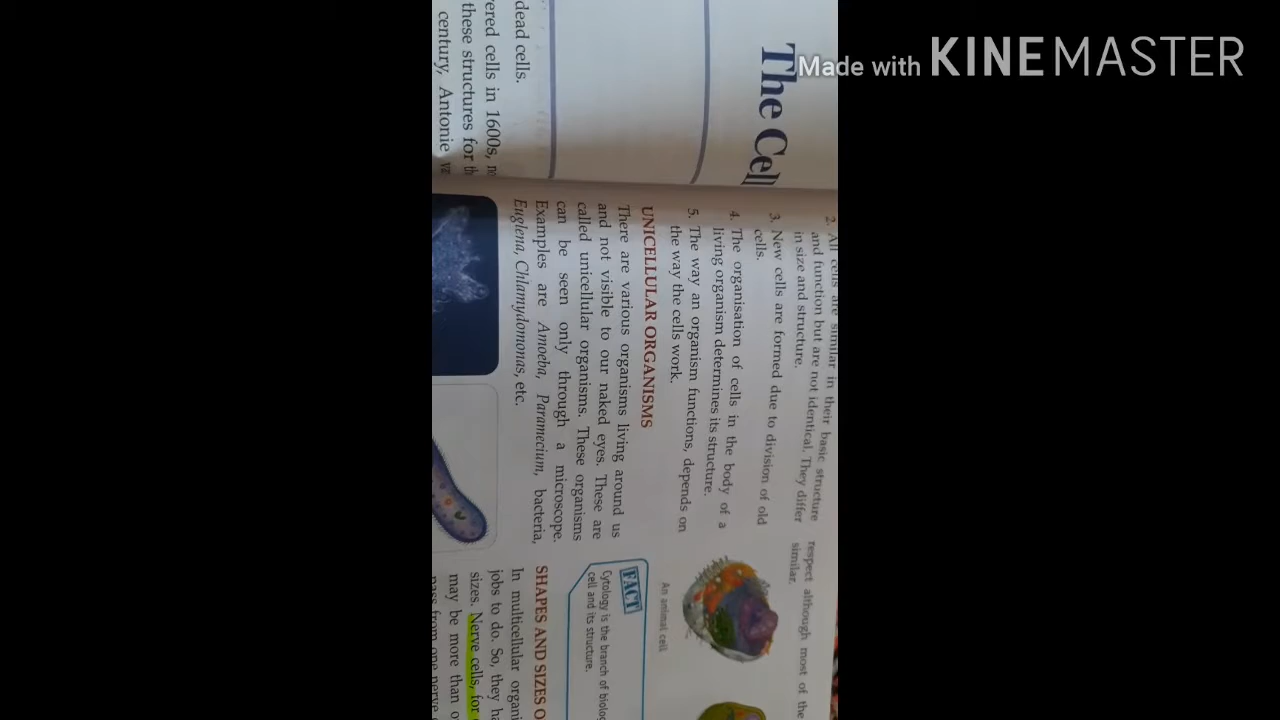 Made with KINEMASTER
The Cell
dead cells.
ered cells in 1600s,
these structures for
century, Antonie
2. All cells are similar in their basic structure
and function but are not identical. They differ
in size and structure.
3. New cells are formed due to division of old
cells.
4. The organisation of cells in the body of a
living organism determines its structure.
5. The way an organism functions, depends on
the way the cells work.
UNICELLULAR ORGANISMS
There are various organisms living around us
and not visible to our naked eyes. These are
called unicellular organisms. These organisms
can be seen only through a microscope.
Examples are Amoeba, Paramecium, bacteria,
Euglena, Chlamydomonas, etc.
respect although most of the
similar.
An animal cell
FACT
Cytology is the branch of biolog
cell and its structure.
SHAPES AND SIZES O
In multicellular organi
jobs to do. So, they ha
sizes. Nerve cells, for
may be more than o
pass from one nerve